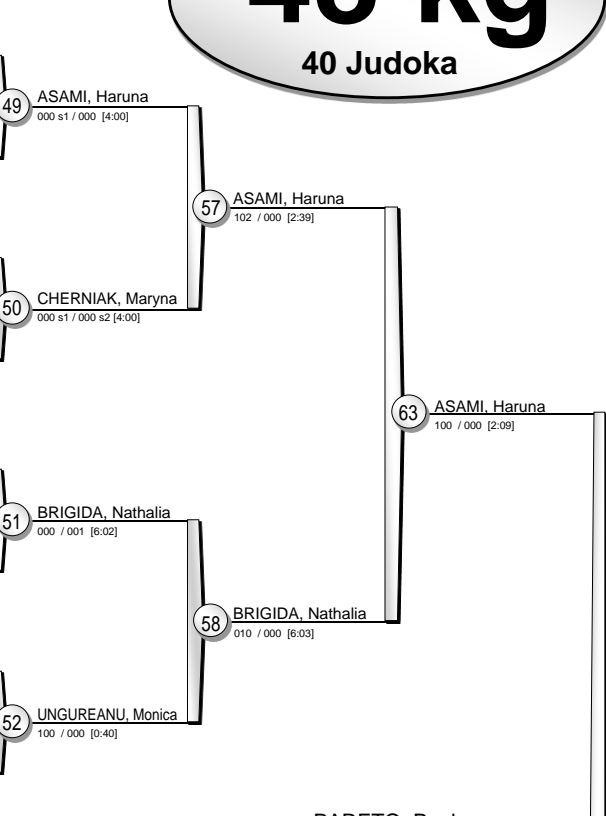 kg
40 Judoka
49 ASAMI, Haruna
000 s1 / 000 [4:00]
57 ASAMI, Haruna
102 / 000 [2:39]
50 CHERNIAK, Maryna
000 s1 / 000 s2 [4:00]
63 ASAMI, Haruna
100 / 000 [2:09]
51 BRIGIDA, Nathalia
000 / 001 [6:02]
58 BRIGIDA, Nathalia
010 / 000 [6:03]
52 UNGUREANU, Monica
100 / 000 [0:40]